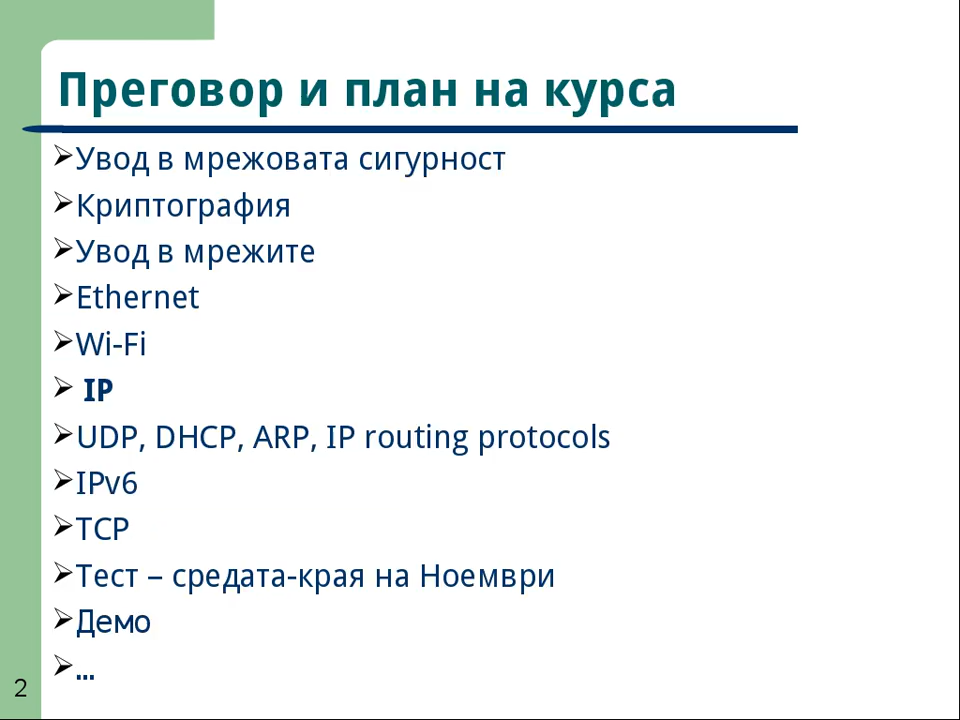 Преговор и план на курса
Увод в мрежовата сигурност
Криптография
Увод в мрежите
Ethernet
Wi-Fi
IP
UDP, DHCP, ARP, IP routing protocols
IPv6
TCP
Тест – средата-края на Ноември
Демо
...
2